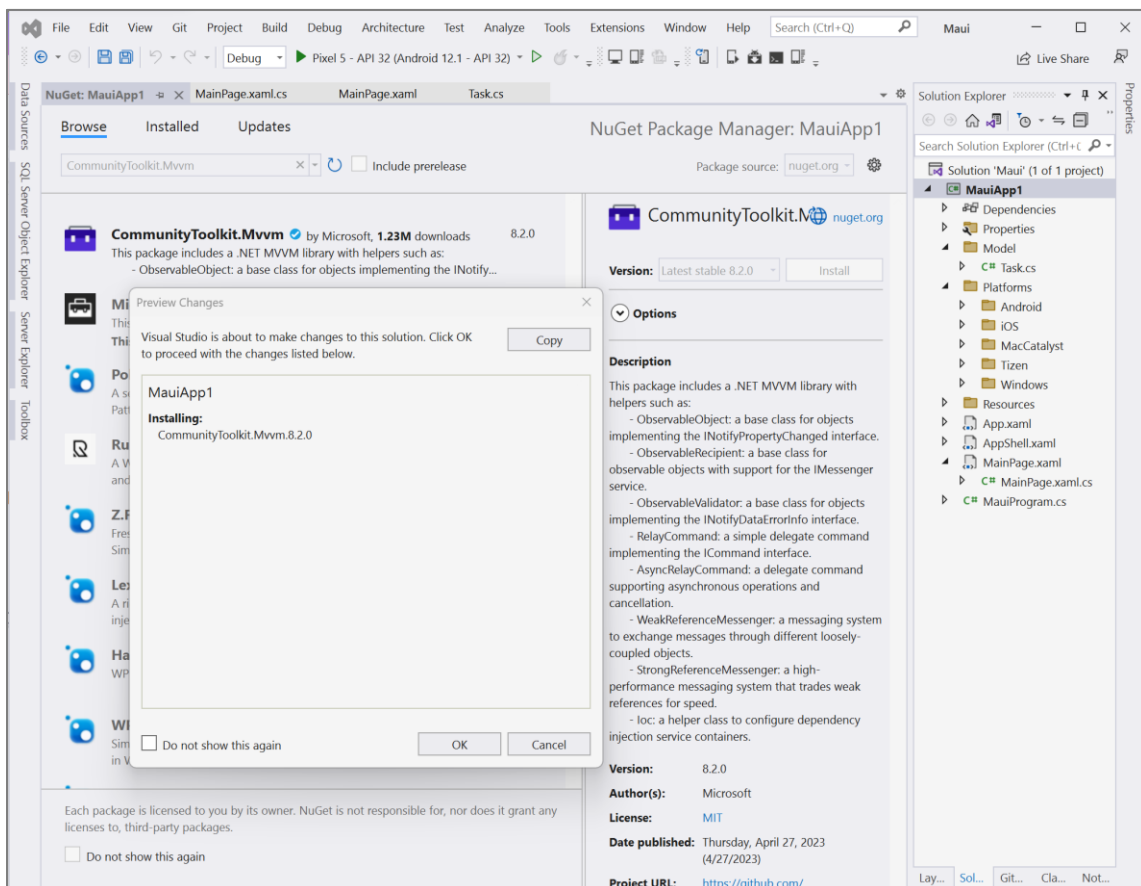 File Edit View Git Project Build Debug Architecture Test Analyze Tools Extensions Window Help Search (Ctrl+Q) Maui
Debug Pixel 5 - API 32 (Android 12.1 - API 32) Live Share
Data Sources
SQL Server Object Explorer
Server Explorer
Toolbox
NuGet: MauiApp1 MainPage.xaml.cs MainPage.xaml Task.cs
Browse Installed Updates
NuGet Package Manager: MauiApp1
CommunityToolkit.Mvvm Include prerelease
Package source: nuget.org
CommunityToolkit.Mvvm by Microsoft, 1.23M downloads 8.2.0
This package includes a .NET MVVM library with helpers such as:
- ObservableObject: a base class for objects implementing the INotify...
Mi
This
Thi
Po
A s
Pat
Ru
A W
and
Z.F
Fres
Sim
Le
A ri
inje
Ha
WP
Sim
in V
Preview Changes
Visual Studio is about to make changes to this solution. Click OK
to proceed with the changes listed below.
Copy
MauiApp1
Installing:
CommunityToolkit.Mvvm.8.2.0
Do not show this again
OK Cancel
Each package is licensed to you by its owner. NuGet is not responsible for, nor does it grant any
licenses to, third-party packages.
Do not show this again
CommunityToolkit.M nuget.org
Version: Latest stable 8.2.0 Install
Options
Description
This package includes a .NET MVVM library with
helpers such as:
- ObservableObject: a base class for objects
implementing the INotifyPropertyChanged interface.
- ObservableRecipient: a base class for
observable objects with support for the IMessenger
service.
- ObservableValidator: a base class for objects
implementing the INotifyDataErrorInfo interface.
- RelayCommand: a simple delegate command
implementing the ICommand interface.
- AsyncRelayCommand: a delegate command
supporting asynchronous operations and
cancellation.
- WeakReferenceMessenger: a messaging system
to exchange messages through different loosely-
coupled objects.
- StrongReferenceMessenger: a high-
performance messaging system that trades weak
references for speed.
- Ioc: a helper class to configure dependency
injection service containers.
Version: 8.2.0
Author(s): Microsoft
License: MIT
Date published: Thursday, April 27, 2023
(4/27/2023)
Project URL: https://github.com/
Solution Explorer
Search Solution Explorer (Ctrl+
Solution 'Maui' (1 of 1 project)
MauiApp1
Dependencies
Properties
Model
C# Task.cs
Platforms
Android
iOS
MacCatalyst
Tizen
Windows
Resources
App.xaml
AppShell.xaml
MainPage.xaml
C# MainPage.xaml.cs
C# MauiProgram.cs
Lay... Sol... Git... Cla... Not...
Properties